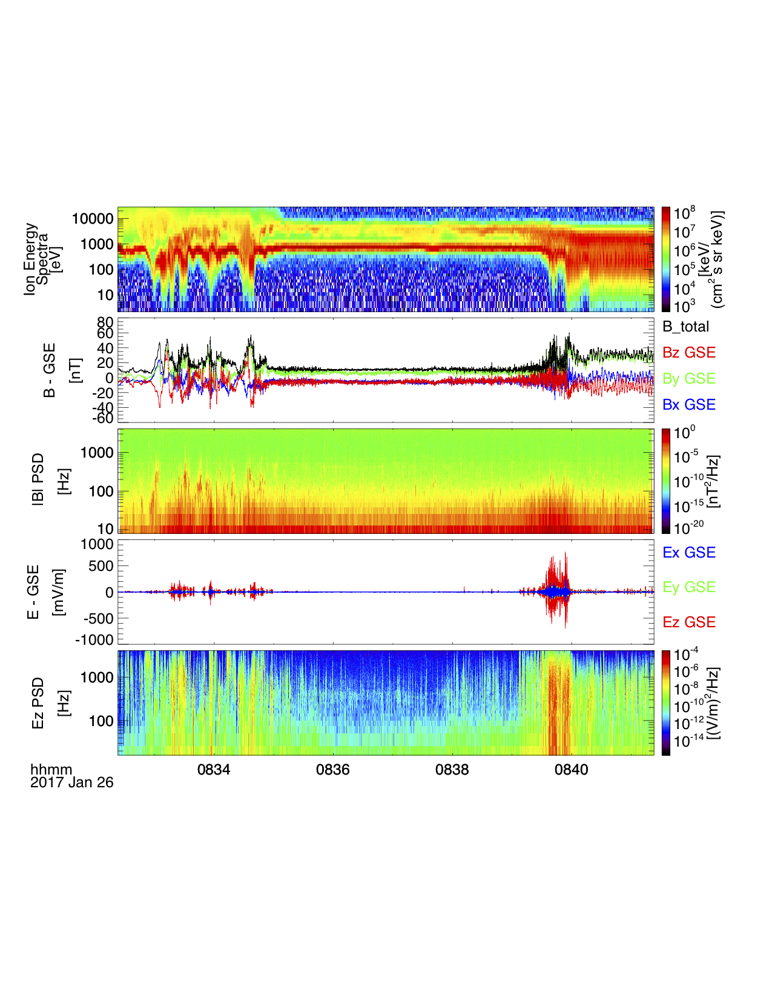 Ion Energy
Spectra
[eV]
10000
1000
100
10
10^8
10^7
10^6
10^5
10^4
10^3
[keV/
(cm^2 s sr keV)]
B - GSE
[nT]
80
60
40
20
0
-20
-40
-60
B_total
Bz GSE
By GSE
Bx GSE
|B| PSD
[Hz]
1000
100
10
10^0
10^-5
10^-10
10^-15
10^-20
[nT^2/Hz]
E - GSE
[mV/m]
1000
500
0
-500
-1000
Ex GSE
Ey GSE
Ez GSE
Ez PSD
[Hz]
1000
100
10^-4
10^-6
10^-8
10^-10
10^-12
10^-14
[(V/m)^2/Hz]
hhmm 0834 0836 0838 0840
2017 Jan 26